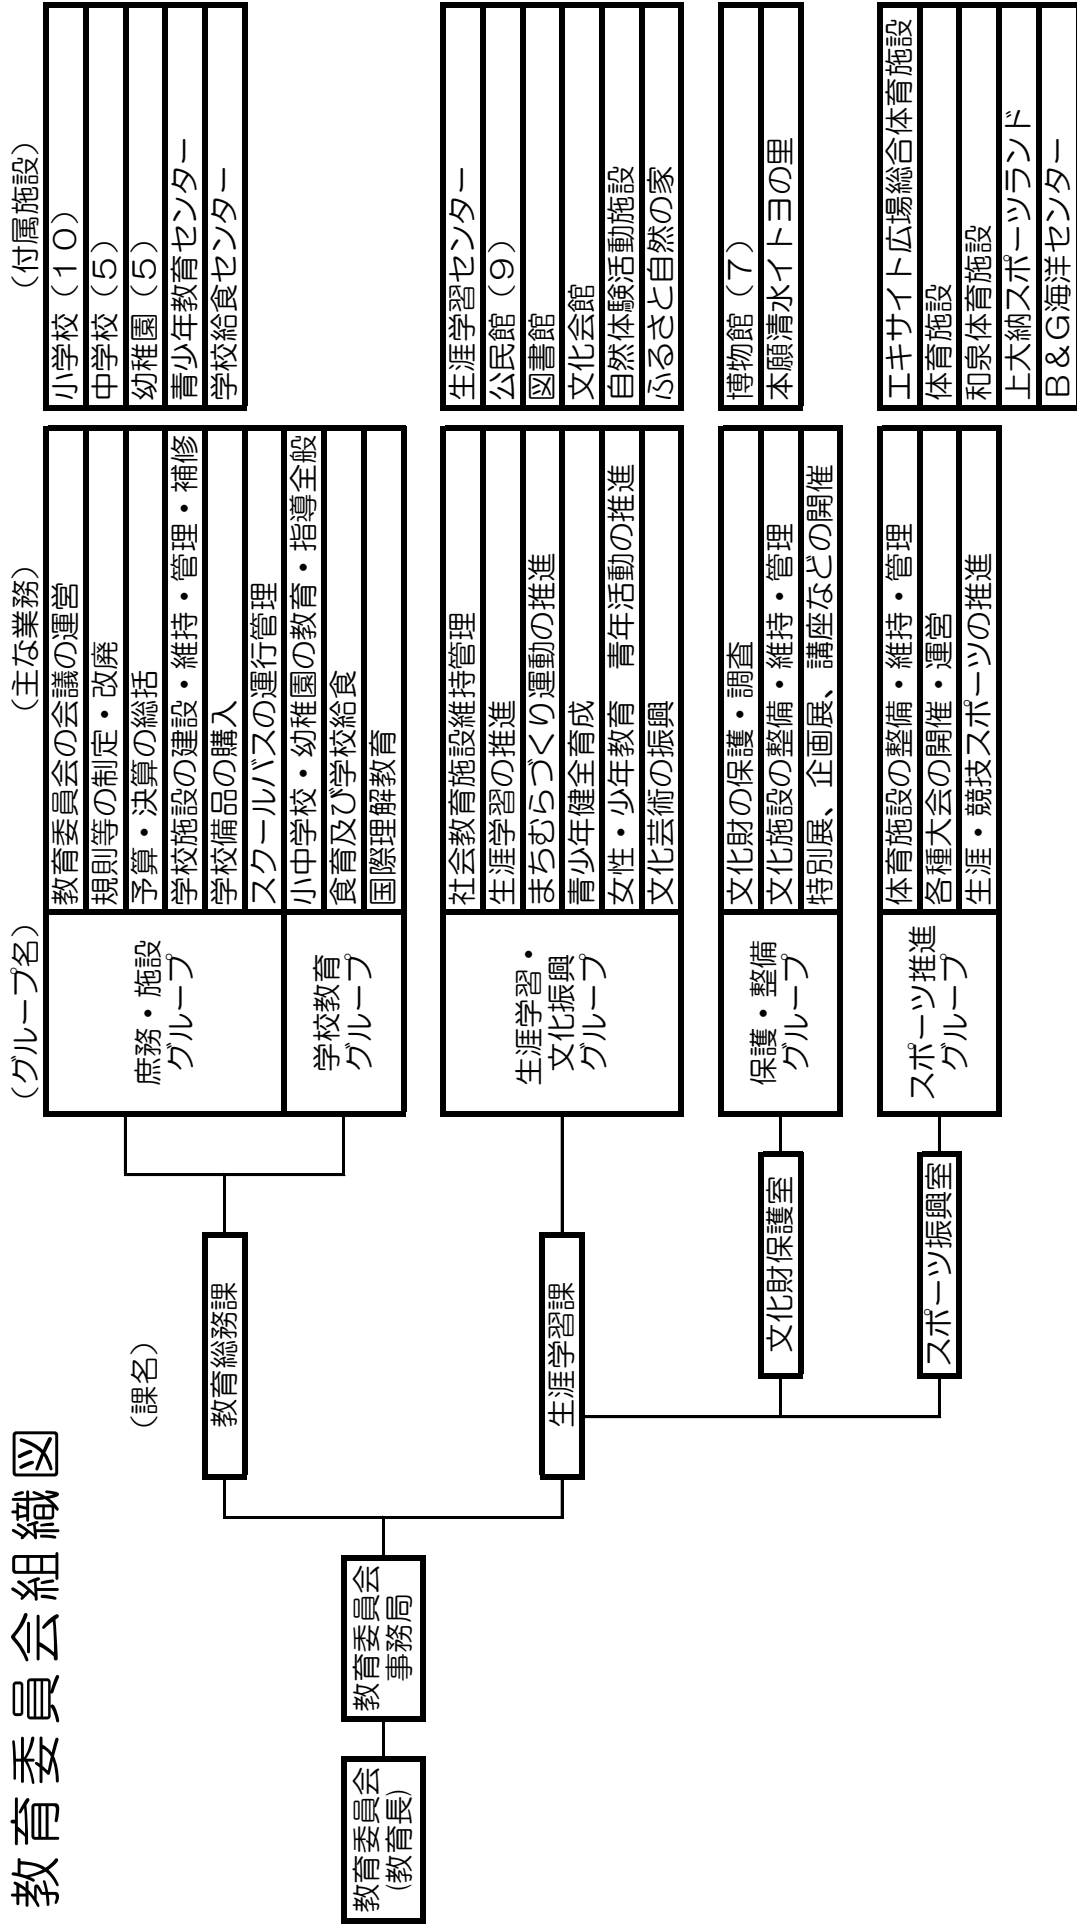 教育委員会組織図
(課名)
(グループ名)
(主な業務)
(付属施設)
教育委員会
(教育長)
教育委員会
事務局
教育総務課
庶務・施設
グループ
教育委員会の会議の運営
規則等の制定・改廃
予算・決算の総括
学校施設の建設・維持・管理・補修
学校備品の購入
スクールバスの運行管理
学校教育
グループ
小中学校・幼稚園の教育・指導全般
食育及び学校給食
国際理解教育
小学校（１０）
中学校（５）
幼稚園（５）
青少年教育センター
学校給食センター
生涯学習課
生涯学習・
文化振興
グループ
社会教育施設維持管理
生涯学習の推進
まちむらづくり運動の推進
青少年健全育成
女性・少年教育　青年活動の推進
文化芸術の振興
生涯学習センター
公民館（９）
図書館
文化会館
自然体験活動施設
ふるさと自然の家
文化財保護室
保護・整備
グループ
文化財の保護・調査
文化施設の整備・維持・管理
特別展、企画展、講座などの開催
博物館（７）
本願清水イトヨの里
スポーツ振興室
スポーツ推進
グループ
体育施設の整備・維持・管理
各種大会の開催・運営
生涯・競技スポーツの推進
エキサイト広場総合体育施設
体育施設
和泉体育施設
上大納スポーツランド
Ｂ＆Ｇ海洋センター